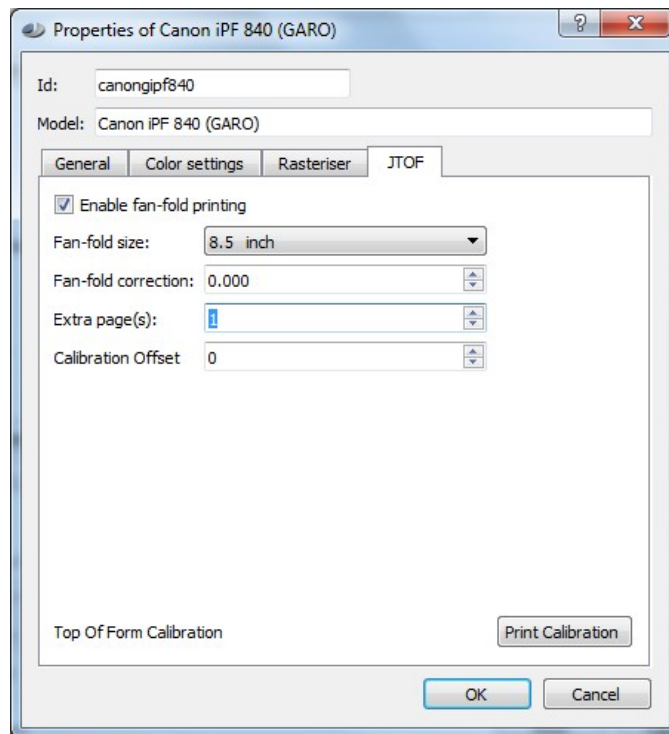 Properties of Canon iPF 840 (GARO)
Id: canongipf840
Model: Canon iPF 840 (GARO)
General Color settings Rasteriser JTOF
Enable fan-fold printing
Fan-fold size: 8.5 inch
Fan-fold correction: 0.000
Extra page(s): 1
Calibration Offset 0
Top Of Form Calibration Print Calibration
OK Cancel